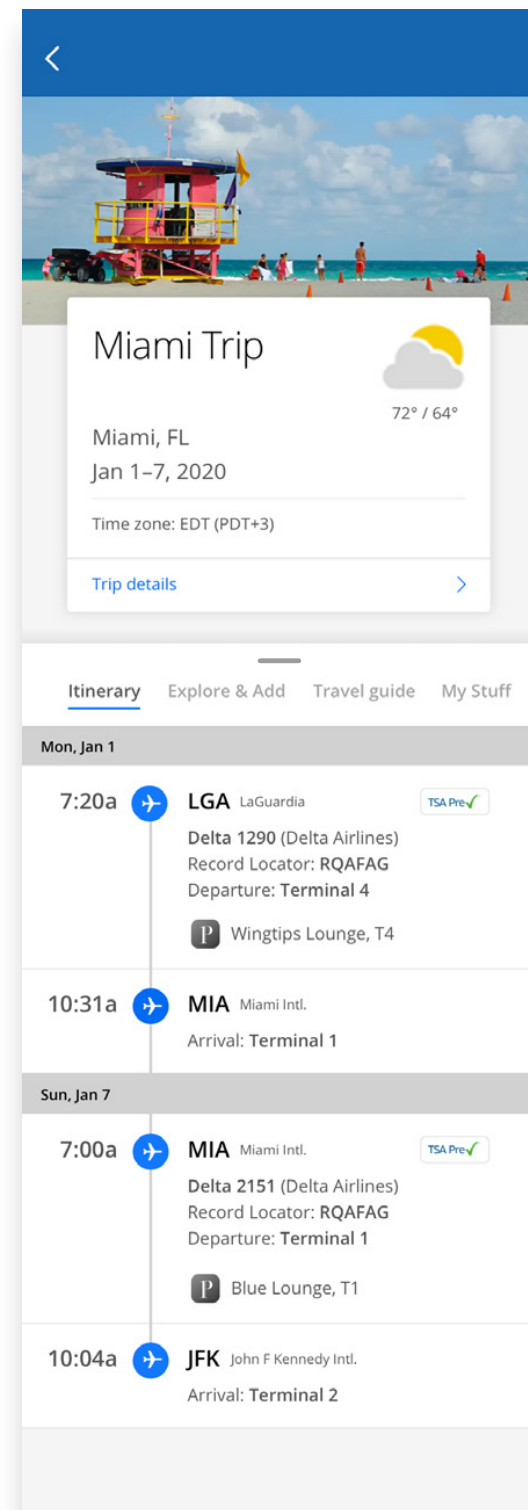 Miami Trip
72° / 64°
Miami, FL
Jan 1–7, 2020
Time zone: EDT (PDT+3)
Trip details
Itinerary Explore & Add Travel guide My Stuff
Mon, Jan 1
7:20a LGA LaGuardia TSA Pre✓
Delta 1290 (Delta Airlines)
Record Locator: RQAFAG
Departure: Terminal 4
P Wingtips Lounge, T4
10:31a MIA Miami Intl.
Arrival: Terminal 1
Sun, Jan 7
7:00a MIA Miami Intl. TSA Pre✓
Delta 2151 (Delta Airlines)
Record Locator: RQAFAG
Departure: Terminal 1
P Blue Lounge, T1
10:04a JFK John F Kennedy Intl.
Arrival: Terminal 2